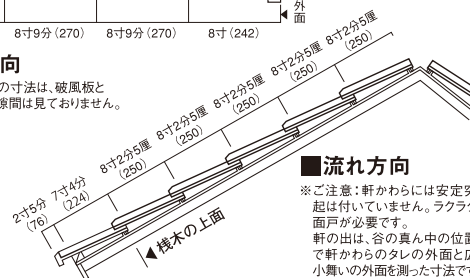 外
面
8寸9分(270)
8寸9分(270)
8寸(242)
向
の寸法は、破風板と
隙間は見ておりません。
2寸5分
(76)
7寸4分
(224)
8寸2分5厘
(250)
8寸2分5厘
(250)
8寸2分5厘
(250)
8寸2分5厘
(250)
8寸2分5厘
(250)
◀桟木の上面
■流れ方向
※ご注意：軒かわらには安定突
起は付いていません。ラクラク
面戸が必要です。
軒の出は、谷の真ん中の位置
で軒かわらのタレの外面と広
小舞いの外面を測った寸法です